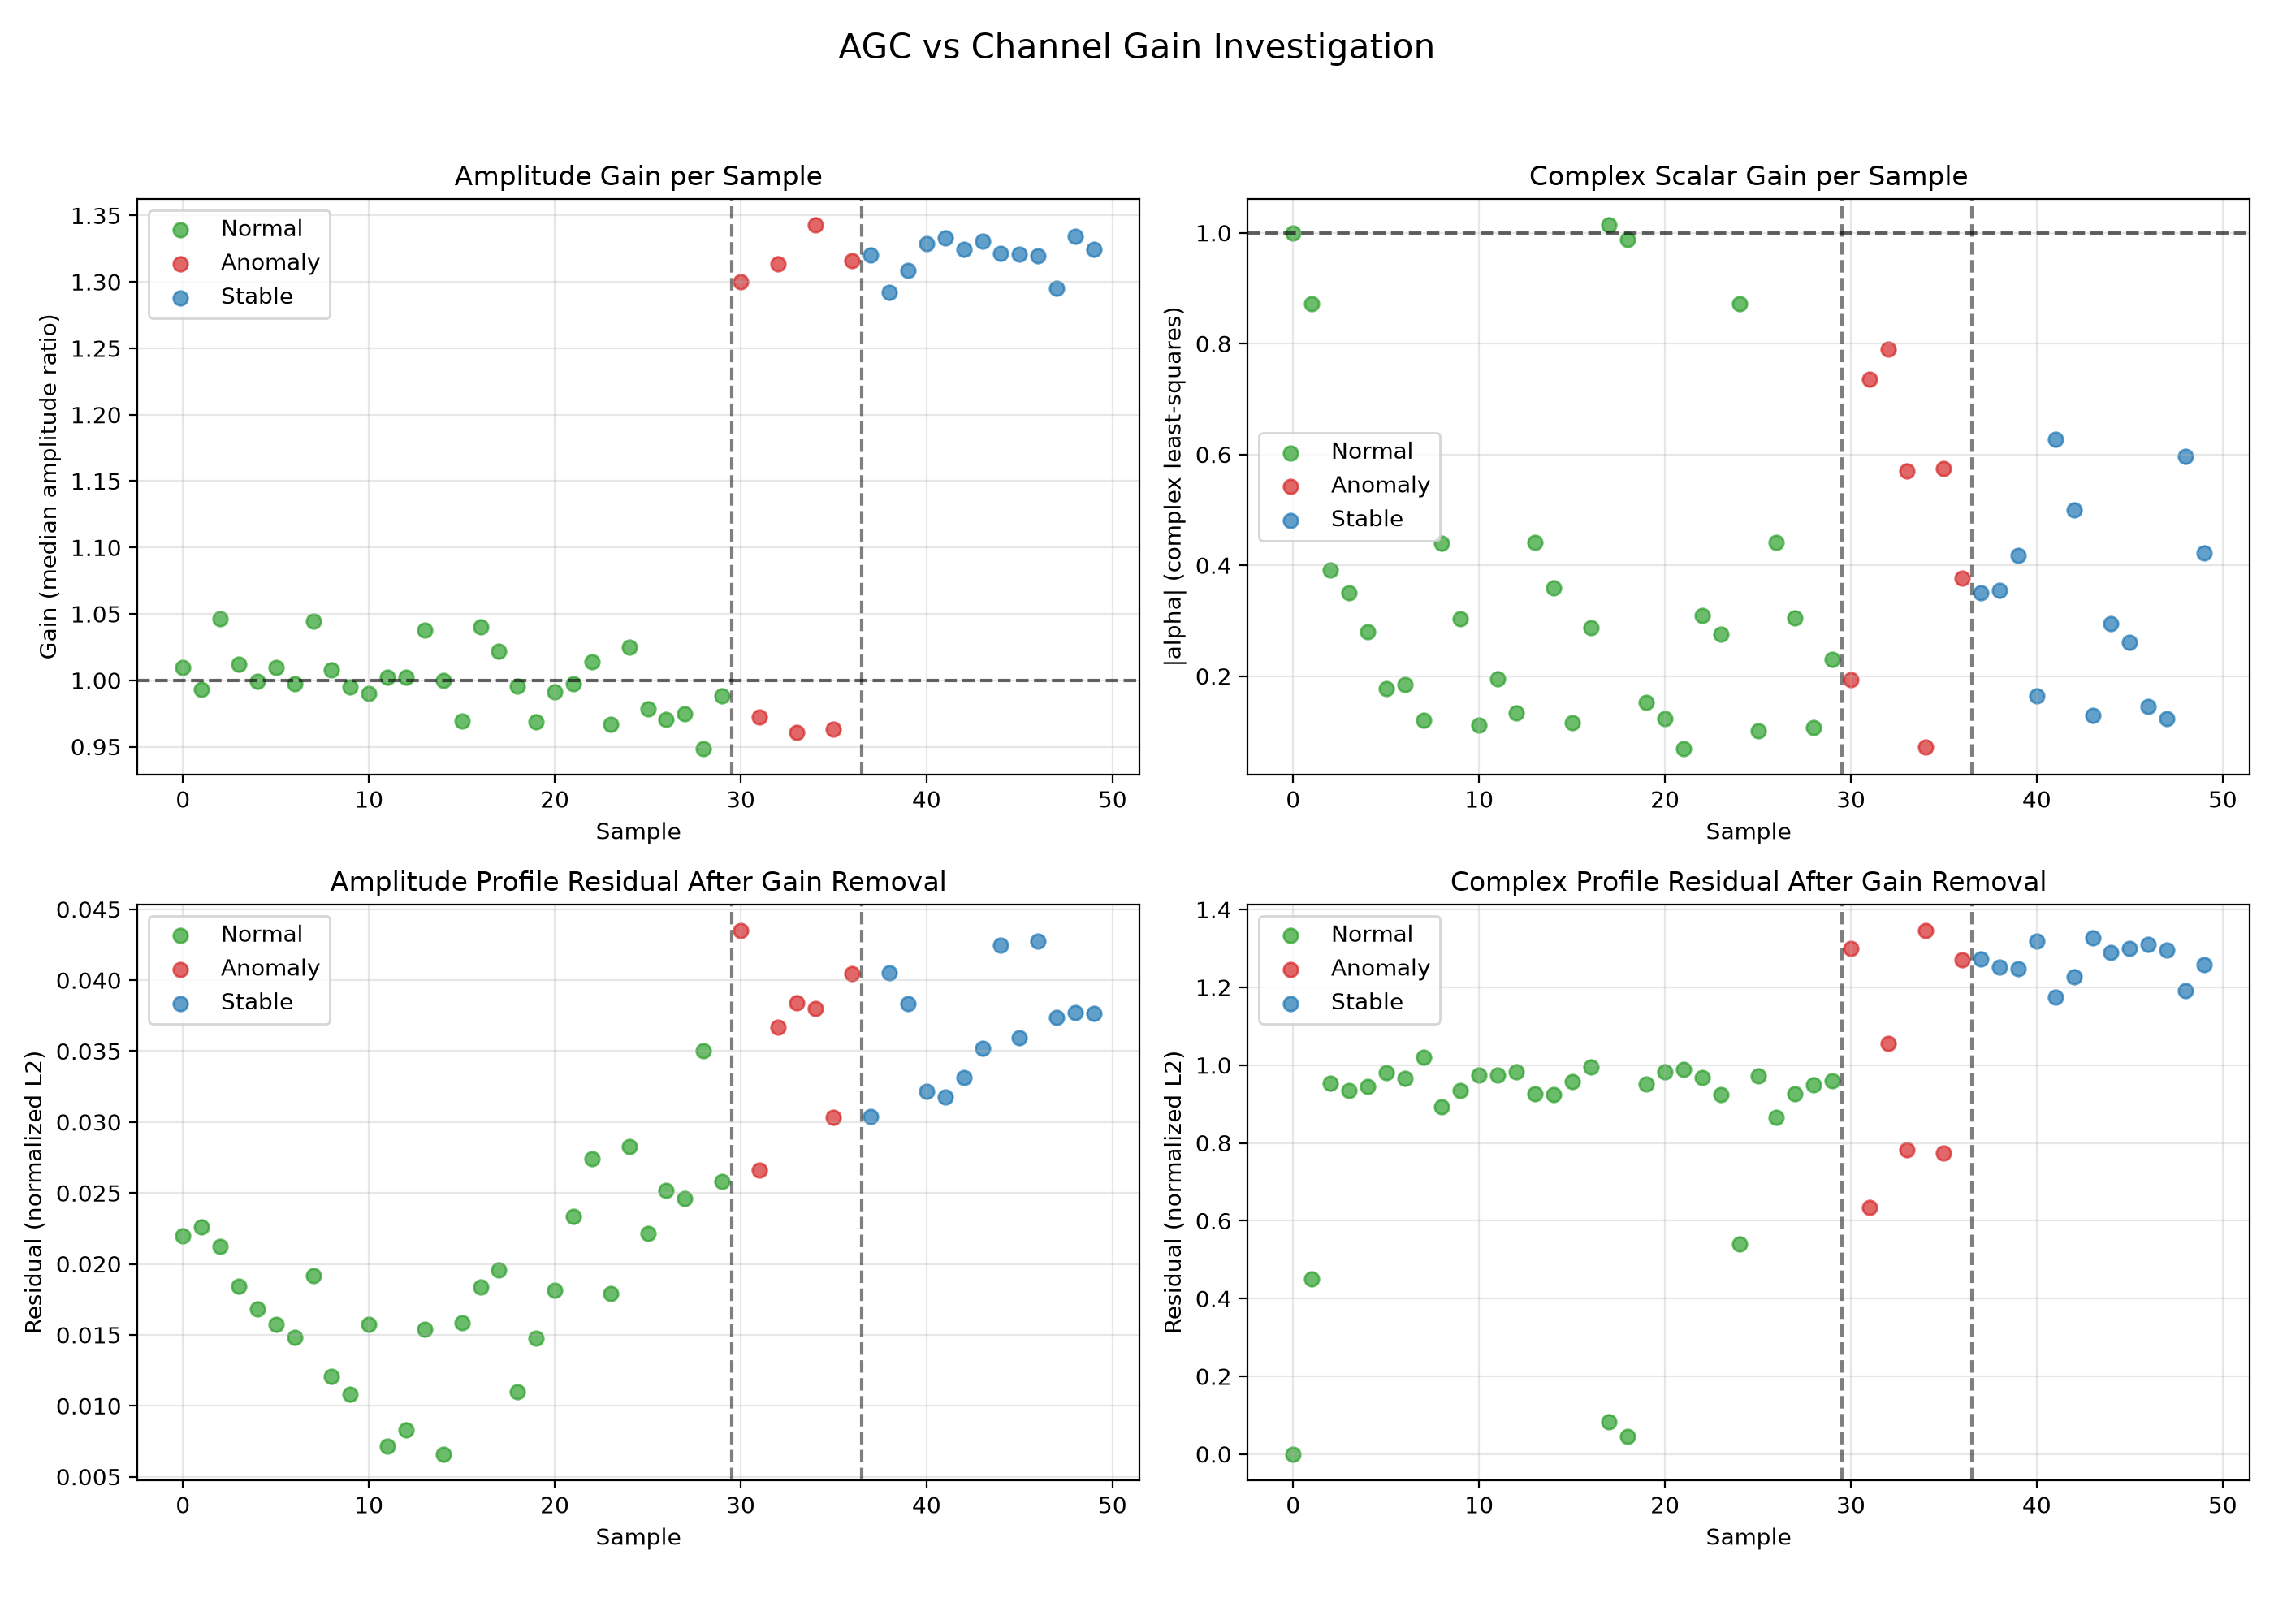 AGC vs Channel Gain Investigation
Amplitude Gain per Sample
Gain (median amplitude ratio)
1.35
1.30
1.25
1.20
1.15
1.10
1.05
1.00
0.95
Normal
Anomaly
Stable
0 10 20 30 40 50
Sample
Complex Scalar Gain per Sample
|alpha| (complex least-squares)
1.0
0.8
0.6
0.4
0.2
Normal
Anomaly
Stable
0 10 20 30 40 50
Sample
Amplitude Profile Residual After Gain Removal
Residual (normalized L2)
0.045
0.040
0.035
0.030
0.025
0.020
0.015
0.010
0.005
Normal
Anomaly
Stable
0 10 20 30 40 50
Sample
Complex Profile Residual After Gain Removal
Residual (normalized L2)
1.4
1.2
1.0
0.8
0.6
0.4
0.2
0.0
Normal
Anomaly
Stable
0 10 20 30 40 50
Sample